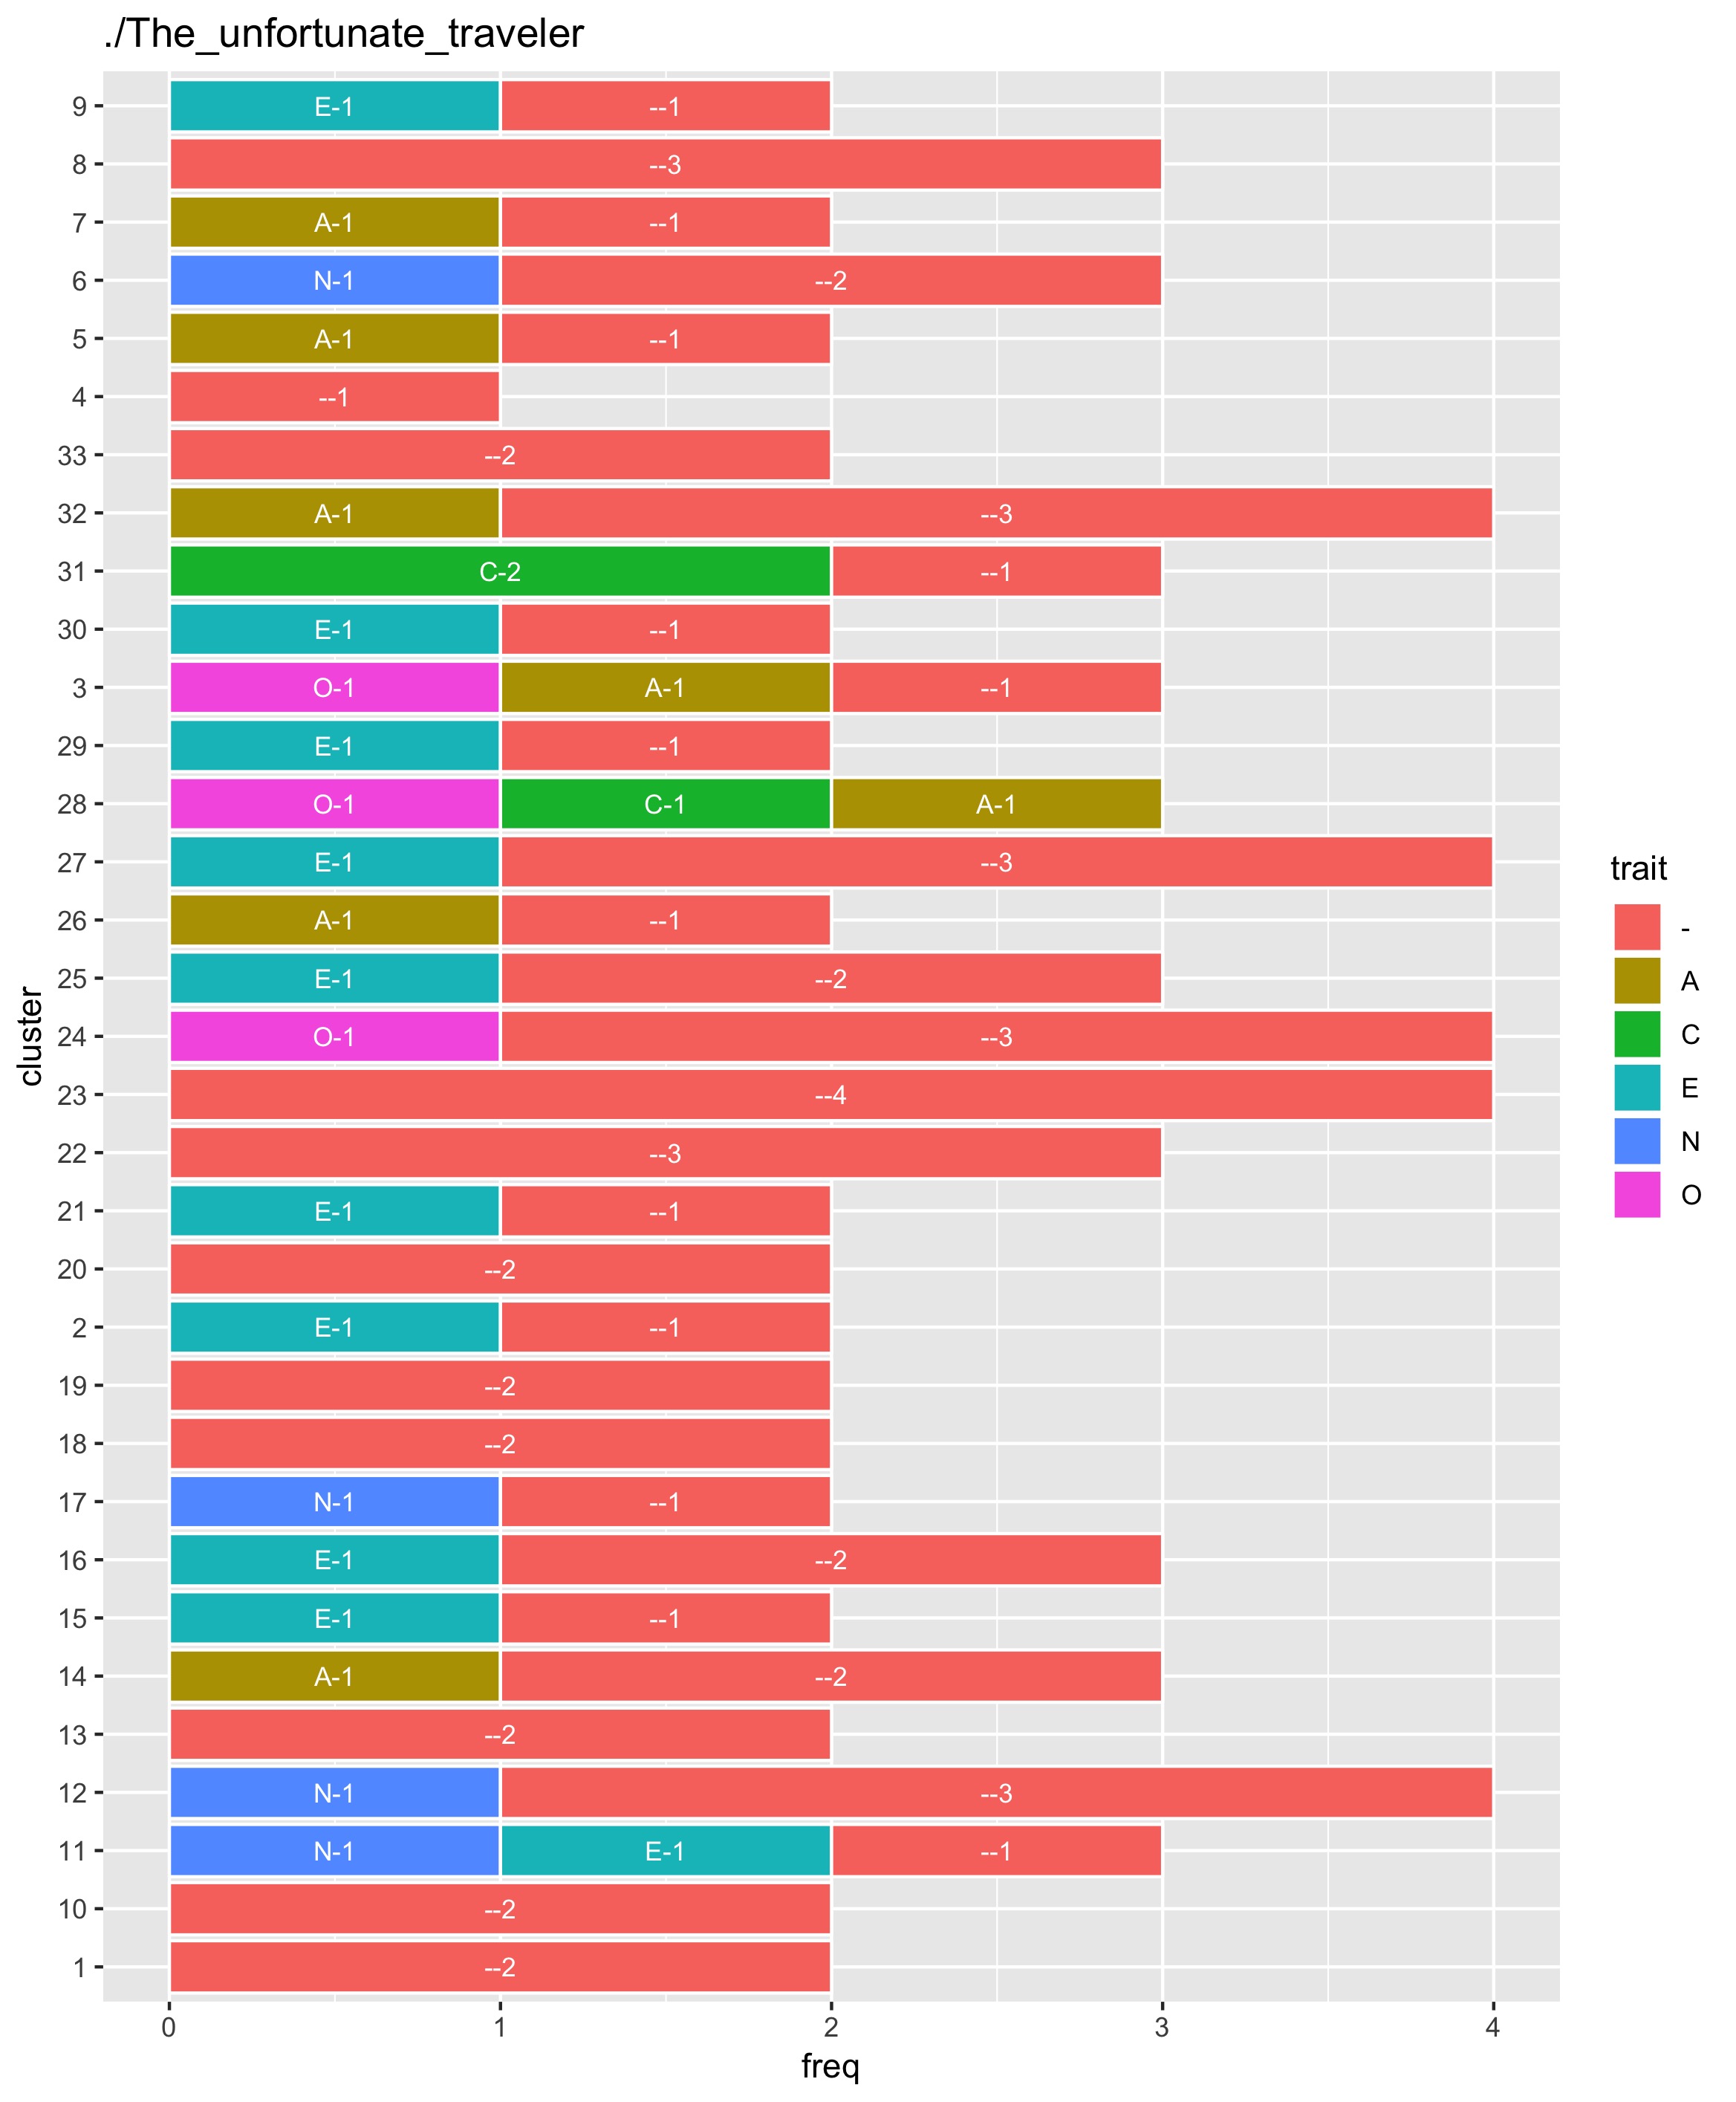 ./The_unfortunate_traveler
9 E-1 --1
8 --3
7 A-1 --1
6 N-1 --2
5 A-1 --1
4 --1
33 --2
32 A-1 --3
31 C-2 --1
30 E-1 --1
3 O-1 A-1 --1
29 E-1 --1
28 O-1 C-1 A-1
27 E-1 --3
26 A-1 --1
25 E-1 --2
24 O-1 --3
23 --4
22 --3
21 E-1 --1
20 --2
2 E-1 --1
19 --2
18 --2
17 N-1 --1
16 E-1 --2
15 E-1 --1
14 A-1 --2
13 --2
12 N-1 --3
11 N-1 E-1 --1
10 --2
1 --2
0 1 2 3 4
freq
cluster
trait
-
A
C
E
N
O